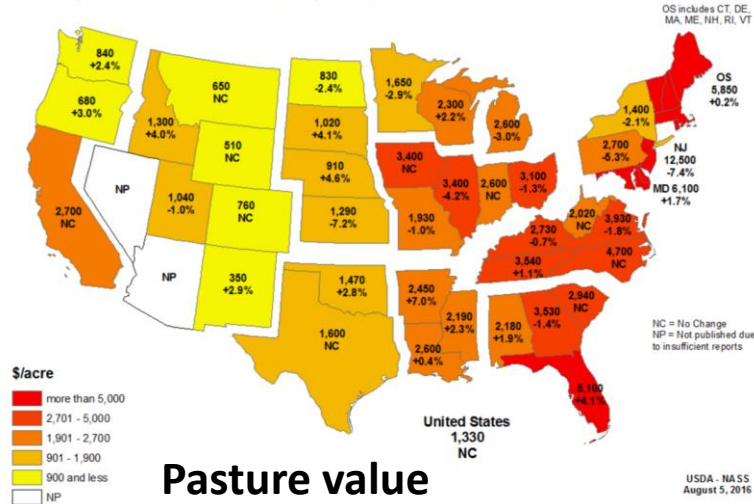 OS includes CT, DE,
MA, ME, NH, RI, VT
840
+2.4%
680
+3.0%
2,700
NC
NP
1,300
+4.0%
650
NC
510
NC
1,040
-1.0%
760
NC
NP
350
+2.9%
830
-2.4%
1,020
+4.1%
910
+4.6%
1,290
-7.2%
1,470
+2.8%
1,600
NC
1,650
-2.9%
2,300
+2.2%
2,600
-3.0%
3,400
NC
3,400
-4.2%
2,600
NC
3,100
-1.3%
1,930
-1.0%
2,450
+7.0%
2,600
+0.4%
2,190
+2.3%
2,180
+1.9%
2,730
-0.7%
3,540
+1.1%
2,020
NC
3,930
-1.8%
4,700
NC
2,940
NC
3,530
-1.4%
5,100
+4.1%
1,400
-2.1%
2,700
-5.3%
OS
5,850
+0.2%
NJ
12,500
-7.4%
MD 6,100
+1.7%
NC = No Change
NP = Not published due
to insufficient reports
$/acre
more than 5,000
2,701 - 5,000
1,901 - 2,700
901 - 1,900
900 and less
NP
United States
1,330
NC
Pasture value
USDA - NASS
August 5, 2016